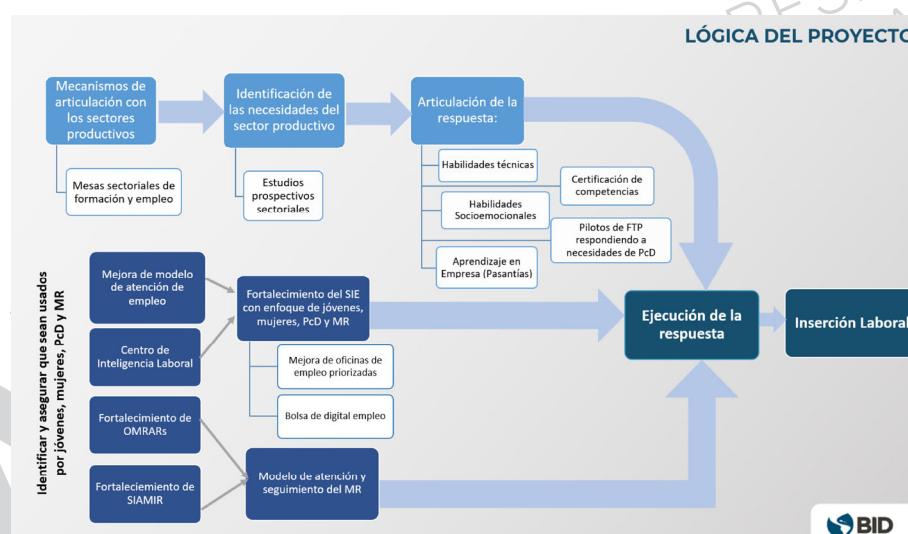 LÓGICA DEL PROYECTO
Mecanismos de
articulación con
los sectores
productivos
Mesas sectoriales de
formación y empleo
Identificación de
las necesidades del
sector productivo
Estudios
prospectivos
sectoriales
Articulación de la
respuesta:
Habilidades técnicas
Certificación de
competencias
Habilidades
Socioemocionales
Pilotos de FTP
respondiendo a
necesidades de PcD
Aprendizaje en
Empresa (Pasantías)
Identificar y asegurar que sean usados
por jóvenes, mujeres, PcD y MR
Mejora de modelo
de atención de
empleo
Centro de
Inteligencia Laboral
Fortalecimiento de
OMRARs
Fortaleciemiento de
SIAMIR
Fortalecimiento del SIE
con enfoque de jóvenes,
mujeres, PcD y MR
Mejora de oficinas de
empleo priorizadas
Bolsa de digital empleo
Modelo de atención y
seguimiento del MR
Ejecución de la
respuesta
Inserción Laboral
BID